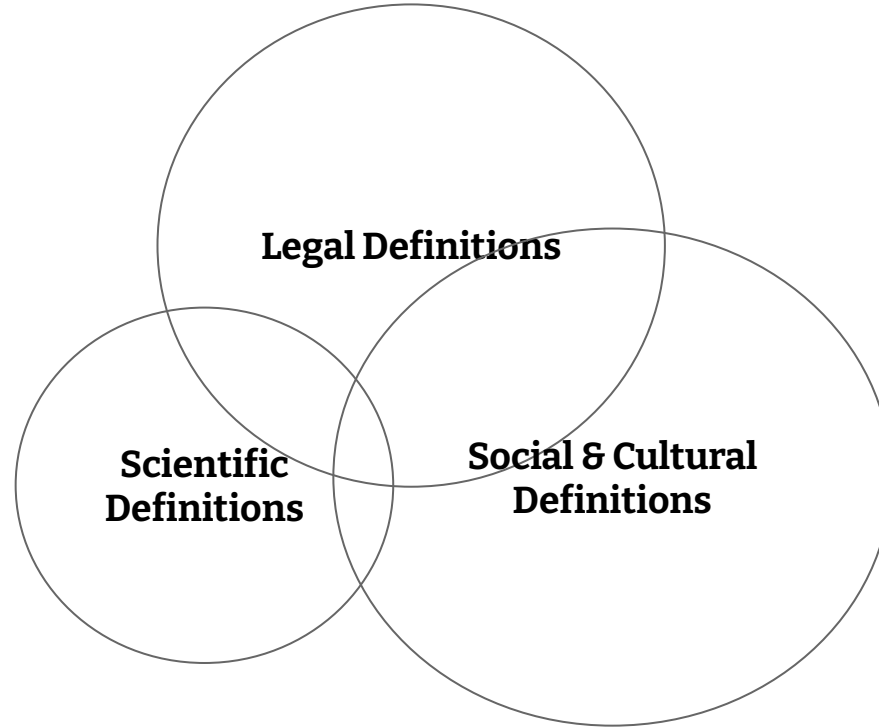 Legal Definitions
Scientific
Definitions
Social & Cultural
Definitions